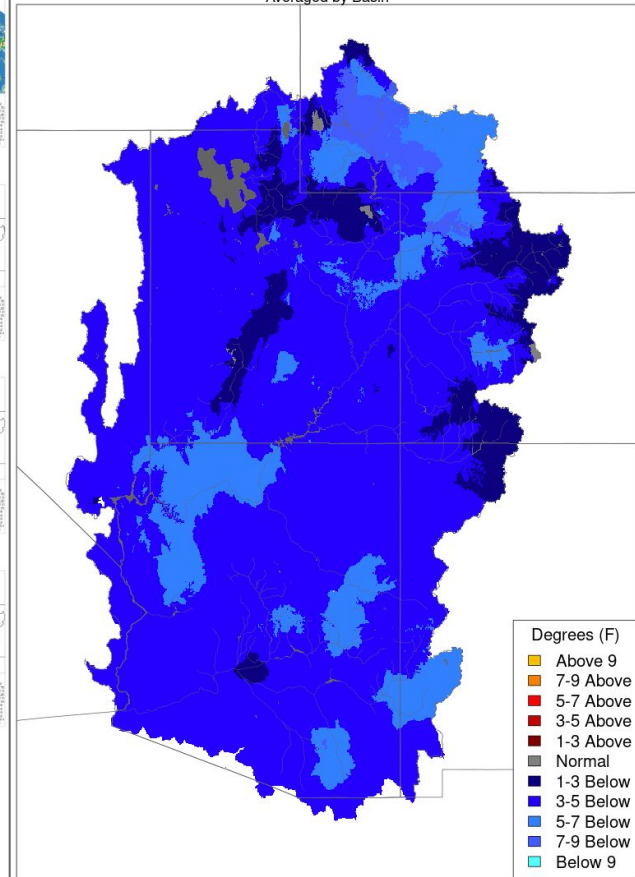 Averaged by Basin
Degrees (F)
Above 9
7-9 Above
5-7 Above
3-5 Above
1-3 Above
Normal
1-3 Below
3-5 Below
5-7 Below
7-9 Below
Below 9